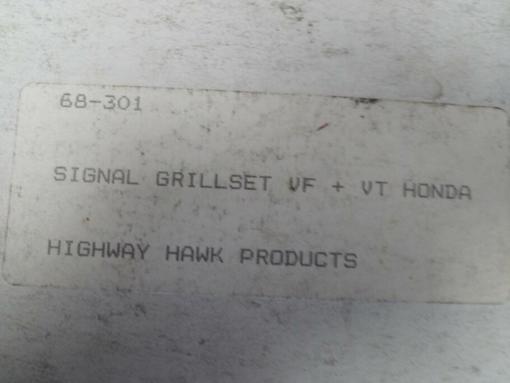 68-301
SIGNAL GRILLSET VF + VT HONDA
HIGHWAY HAWK PRODUCTS